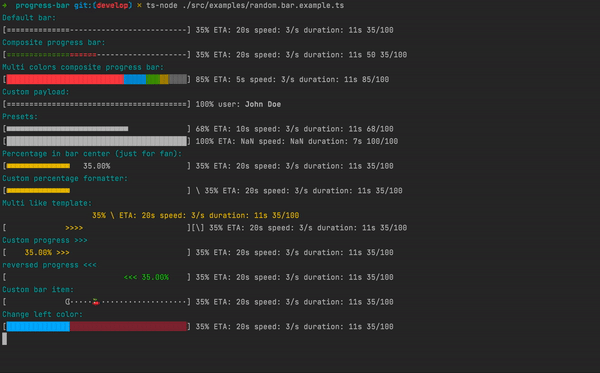 ➜ progress-bar git:(develop) ✗ ts-node ./src/examples/random.bar.example.ts
Default bar:
[==============--------------------------] 35% ETA: 20s speed: 3/s duration: 11s 35/100
Composite progress bar:
[====================--------------------] 35% ETA: 20s speed: 3/s duration: 11s 50 35/100
Multi colors composite progress bar:
[] 85% ETA: 5s speed: 3/s duration: 11s 85/100
Custom payload:
[========================================] 100% user: John Doe
Presets:
[■■■■■■■■■■■■■■■■■■■■■■■■■■■ ] 68% ETA: 10s speed: 3/s duration: 11s 68/100
[] 100% ETA: NaN speed: NaN duration: 7s 100/100
Percentage in bar center (just for fan):
[■■■■■■■■■■■■■■ 35.00% ] 35% ETA: 20s speed: 3/s duration: 11s 35/100
Custom percentage formatter:
[■■■■■■■■■■■■■■ ] \ 35% ETA: 20s speed: 3/s duration: 11s 35/100
Multi like template:
35% \ ETA: 20s speed: 3/s duration: 11s 35/100
[ >>>> ][\] 35% ETA: 20s speed: 3/s duration: 11s 35/100
Custom progress >>>
[ 35.00% >>> ] 35% ETA: 20s speed: 3/s duration: 11s 35/100
reversed progress <<<
[ <<< 35.00% ] 35% ETA: 20s speed: 3/s duration: 11s 35/100
Custom bar item:
[ ····· ···················] 35% ETA: 20s speed: 3/s duration: 11s 35/100
Change left color:
[] 35% ETA: 20s speed: 3/s duration: 11s 35/100